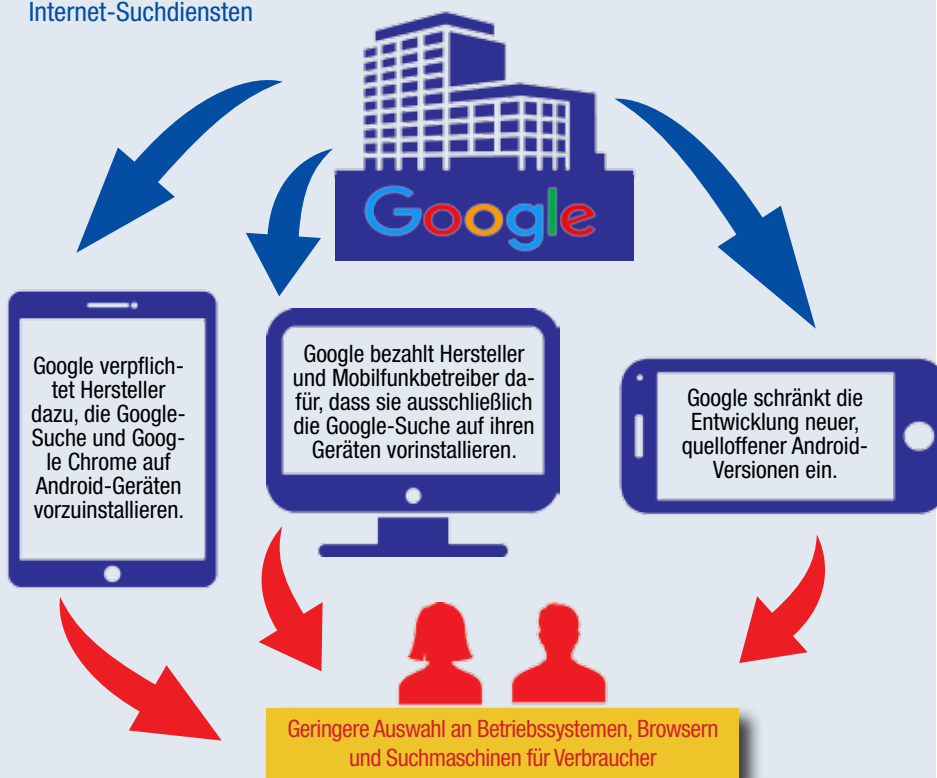 Internet-Suchdiensten
Google
Google verpflich-
tet Hersteller
dazu, die Google-
Suche und Goog-
le Chrome auf
Android-Geräten
vorzuinstallieren.
Google bezahlt Hersteller
und Mobilfunkbetreiber da-
für, dass sie ausschließlich
die Google-Suche auf ihren
Geräten vorinstallieren.
Google schränkt die
Entwicklung neuer,
quelloffener Android-
Versionen ein.
Geringere Auswahl an Betriebssystemen, Browsern
und Suchmaschinen für Verbraucher